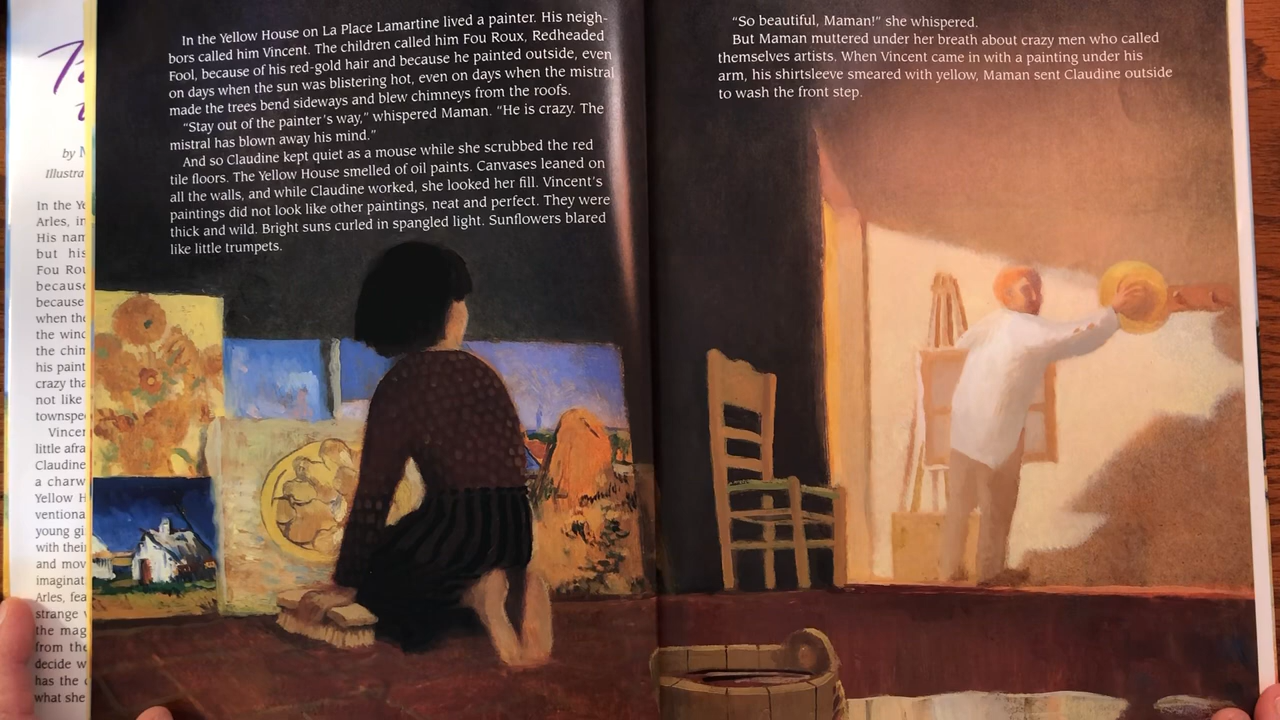 by
Illustra
In the Ye
Arles, in
His nam
but his
Fou Rou
because
because
when the
the wind
the chim
his paint
crazy tha
not like
townspe
Vincen
little afra
Claudine
a charw
Yellow H
ventiona
young gi
with their
and mov
imaginat
Arles, fea
strange
the mag
from the
decide w
has the
what she
In the Yellow House on La Place Lamartine lived a painter. His neigh-
bors called him Vincent. The children called him Fou Roux, Redheaded
Fool, because of his red-gold hair and because he painted outside, even
on days when the sun was blistering hot, even on days when the mistral
made the trees bend sideways and blew chimneys from the roofs.
“Stay out of the painter’s way,” whispered Maman. “He is crazy. The
mistral has blown away his mind.”
And so Claudine kept quiet as a mouse while she scrubbed the red
tile floors. The Yellow House smelled of oil paints. Canvases leaned on
all the walls, and while Claudine worked, she looked her fill. Vincent’s
paintings did not look like other paintings, neat and perfect. They were
thick and wild. Bright suns curled in spangled light. Sunflowers blared
like little trumpets.
“So beautiful, Maman!” she whispered.
But Maman muttered under her breath about crazy men who called
themselves artists. When Vincent came in with a painting under his
arm, his shirtsleeve smeared with yellow, Maman sent Claudine outside
to wash the front step.